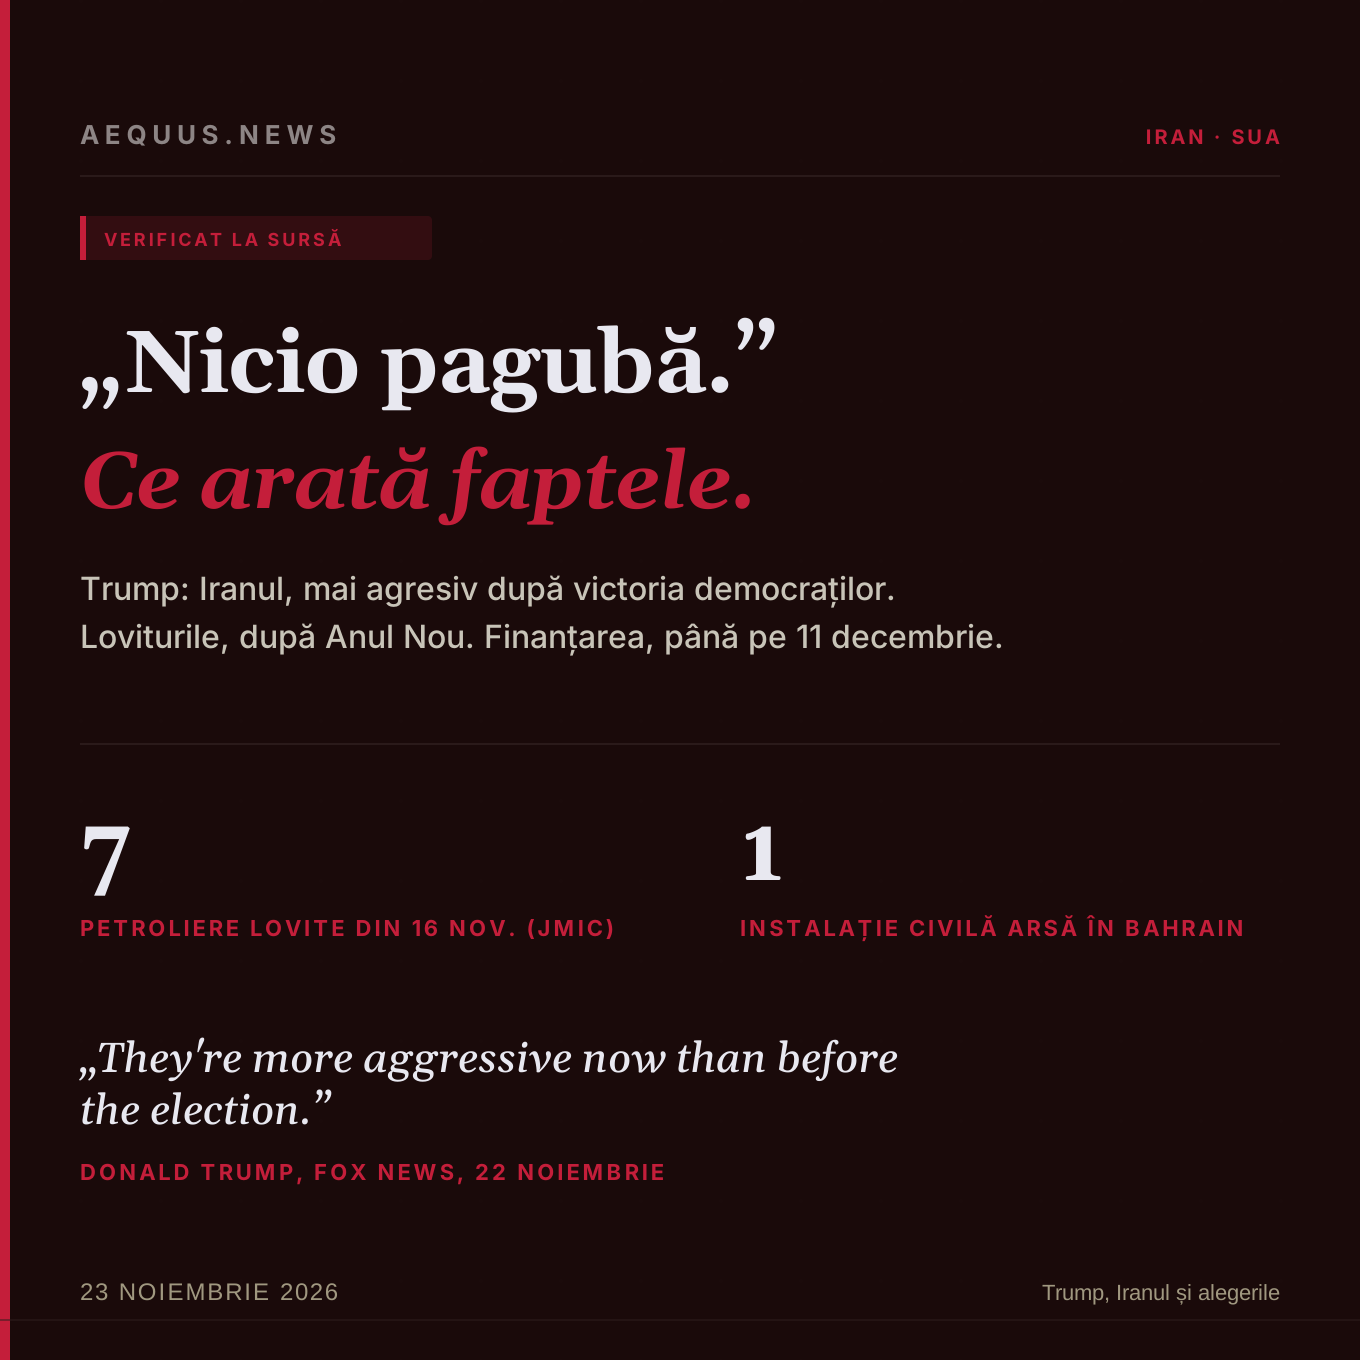 AEQUUS.NEWS
IRAN · SUA
VERIFICAT LA SURSĂ
„Nicio pagubă.”
Ce arată faptele.
Trump: Iranul, mai agresiv după victoria democraților.
Loviturile, după Anul Nou. Finanțarea, până pe 11 decembrie.
7
PETROLIERE LOVITE DIN 16 NOV. (JMIC)
1
INSTALAȚIE CIVILĂ ARSĂ ÎN BAHRAIN
„They're more aggressive now than before
the election.”
DONALD TRUMP, FOX NEWS, 22 NOIEMBRIE
23 NOIEMBRIE 2026
Trump, Iranul și alegerile